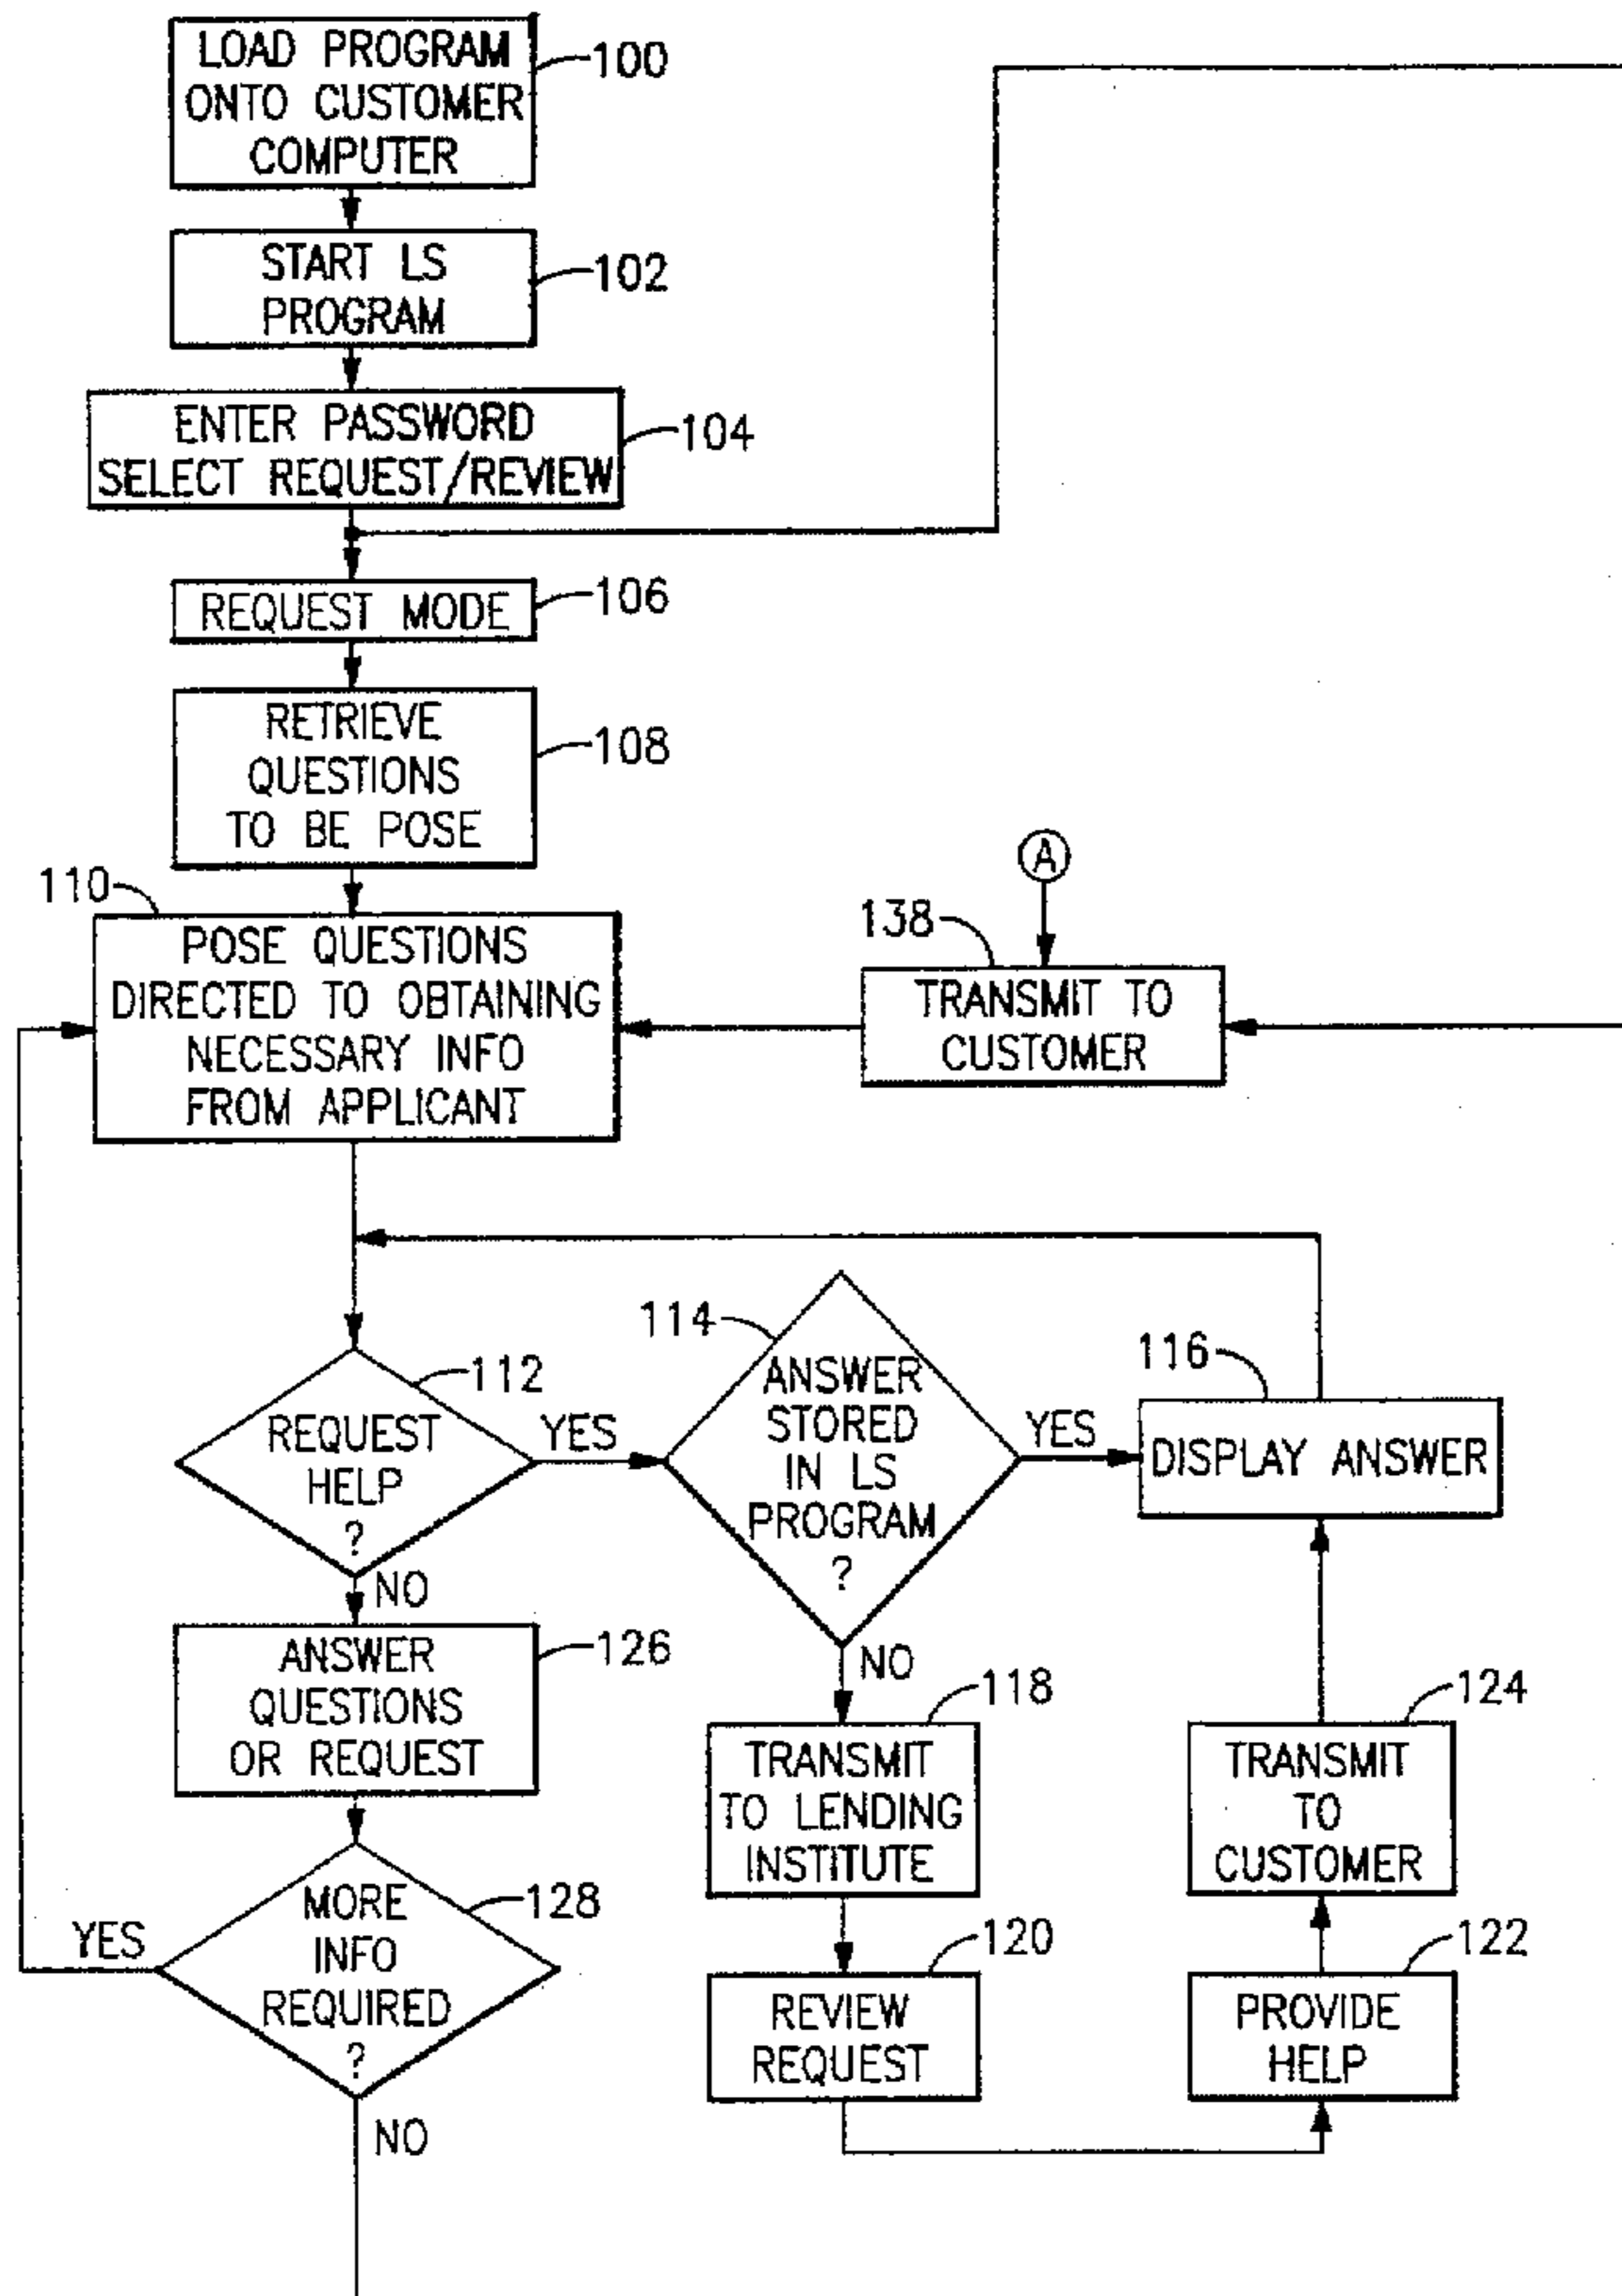 LOAD PROGRAM
ONTO CUSTOMER
COMPUTER
100
START LS
PROGRAM
102
ENTER PASSWORD
SELECT REQUEST/REVIEW
104
REQUEST MODE
106
RETRIEVE
QUESTIONS
TO BE POSE
108
110
POSE QUESTIONS
DIRECTED TO OBTAINING
NECESSARY INFO
FROM APPLICANT
A
138
TRANSMIT TO
CUSTOMER
112
REQUEST
HELP
?
YES
NO
114
ANSWER
STORED
IN LS
PROGRAM
?
YES
NO
116
DISPLAY ANSWER
126
ANSWER
QUESTIONS
OR REQUEST
118
TRANSMIT
TO LENDING
INSTITUTE
124
TRANSMIT
TO
CUSTOMER
128
MORE
INFO
REQUIRED
?
YES
NO
120
REVIEW
REQUEST
122
PROVIDE
HELP